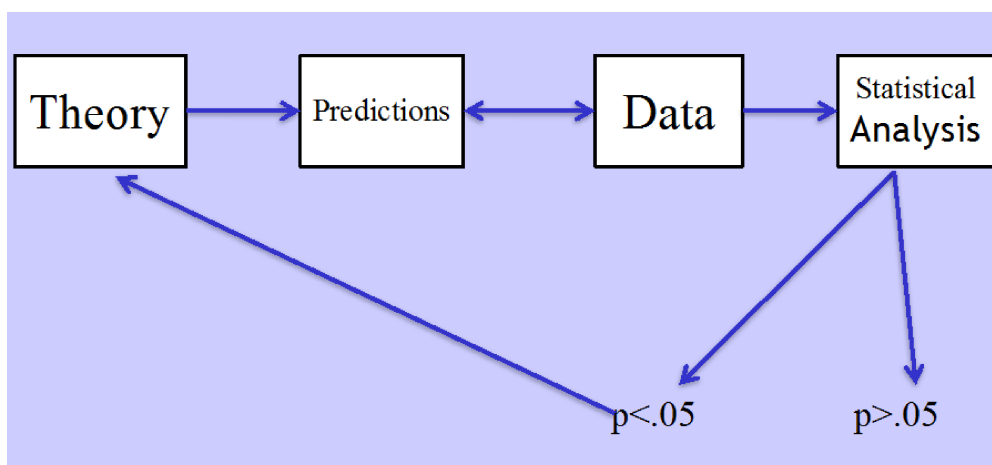 Theory
Predictions
Data
Statistical
Analysis
p<.05
p>.05